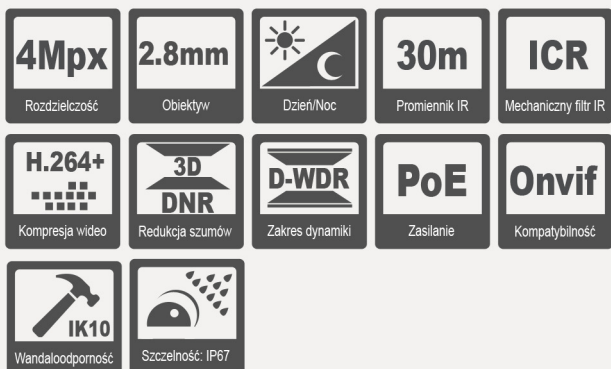 4Mpx
Rozdzielczość
2.8mm
Obiektyw
Dzień/Noc
30m
Promiennik IR
ICR
Mechaniczny filtr IR
H.264+
Kompresja wideo
3D
DNR
Redukcja szumów
D-WDR
Zakres dynamiki
PoE
Zasilanie
Onvif
Kompatybilność
IK10
Wandaloodporność
Szczelność: IP67